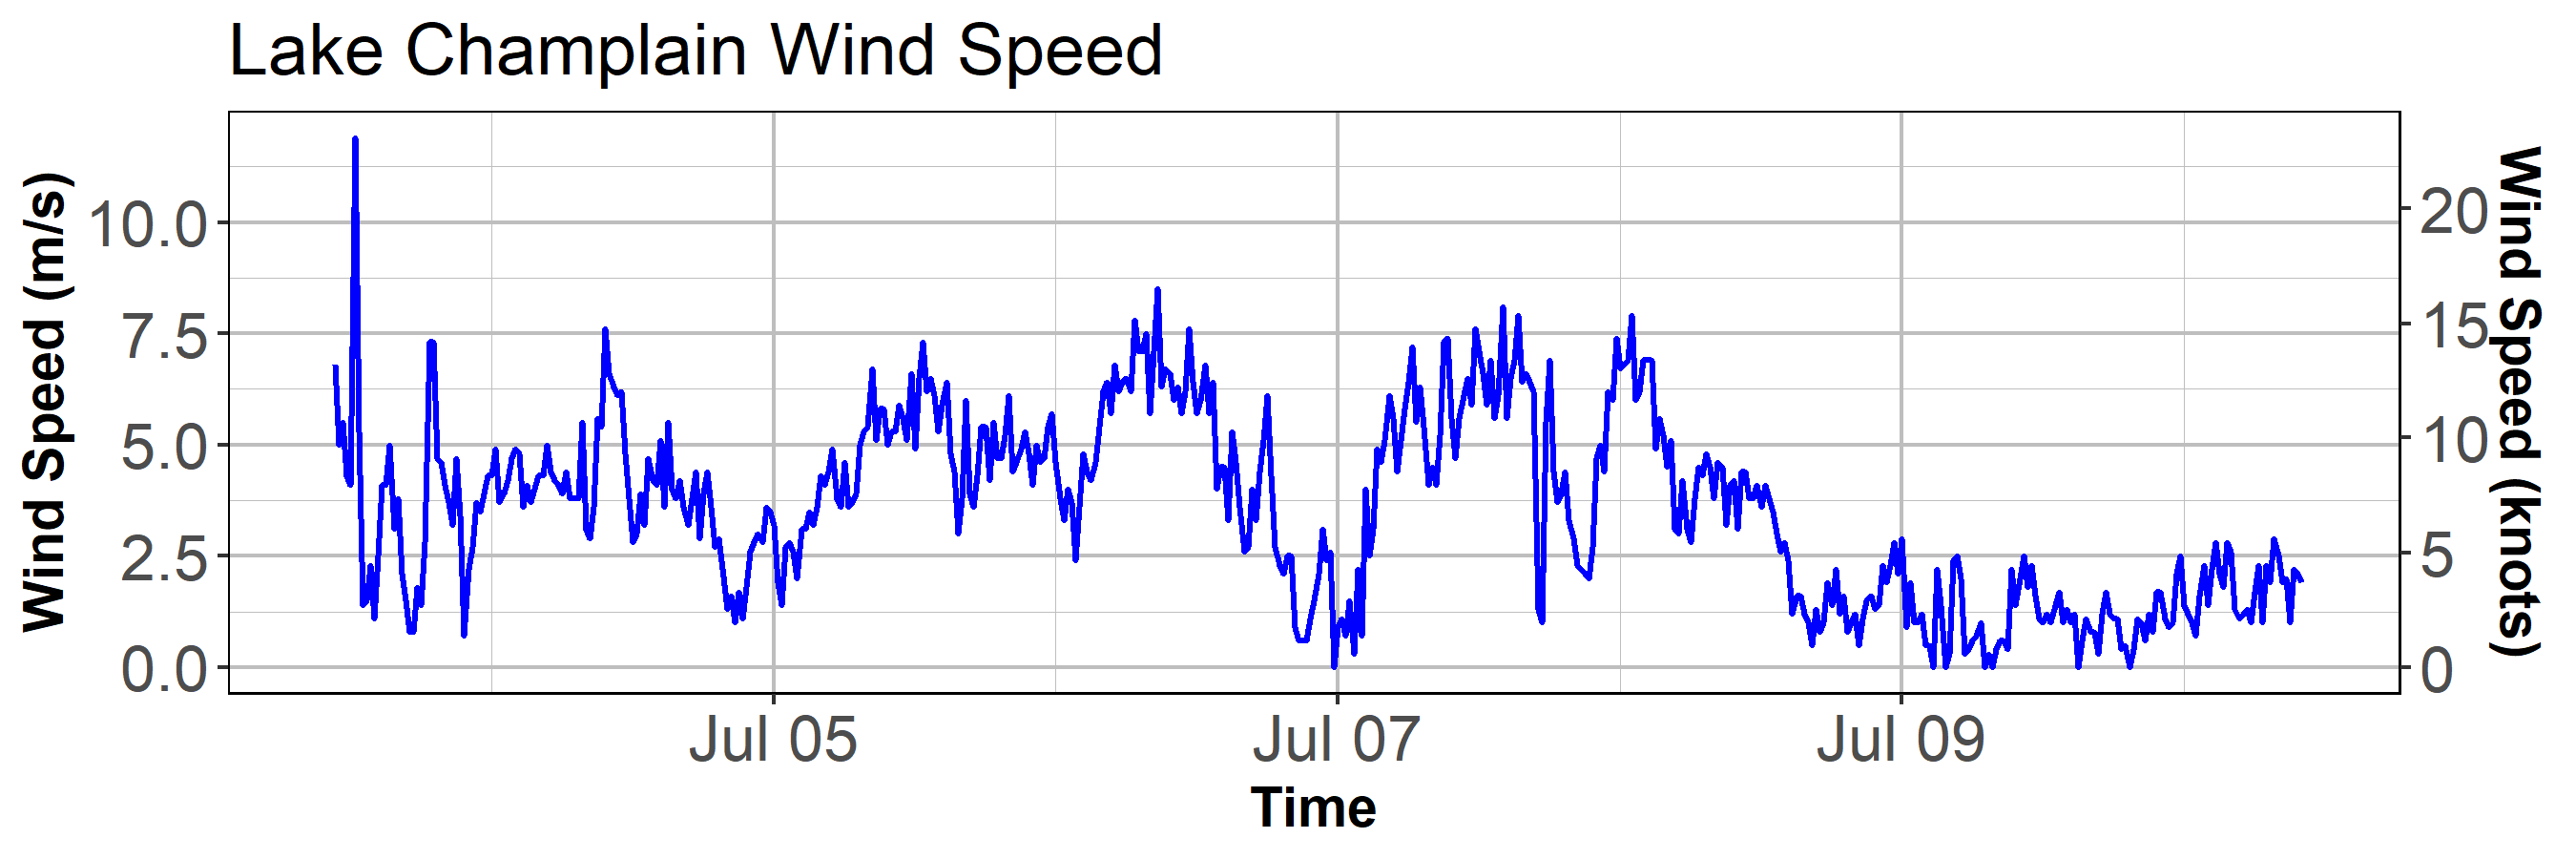 Lake Champlain Wind Speed
Wind Speed (m/s)
10.0
7.5
5.0
2.5
0.0
20
15
10
5
0
Wind Speed (knots)
Jul 05
Jul 07
Jul 09
Time